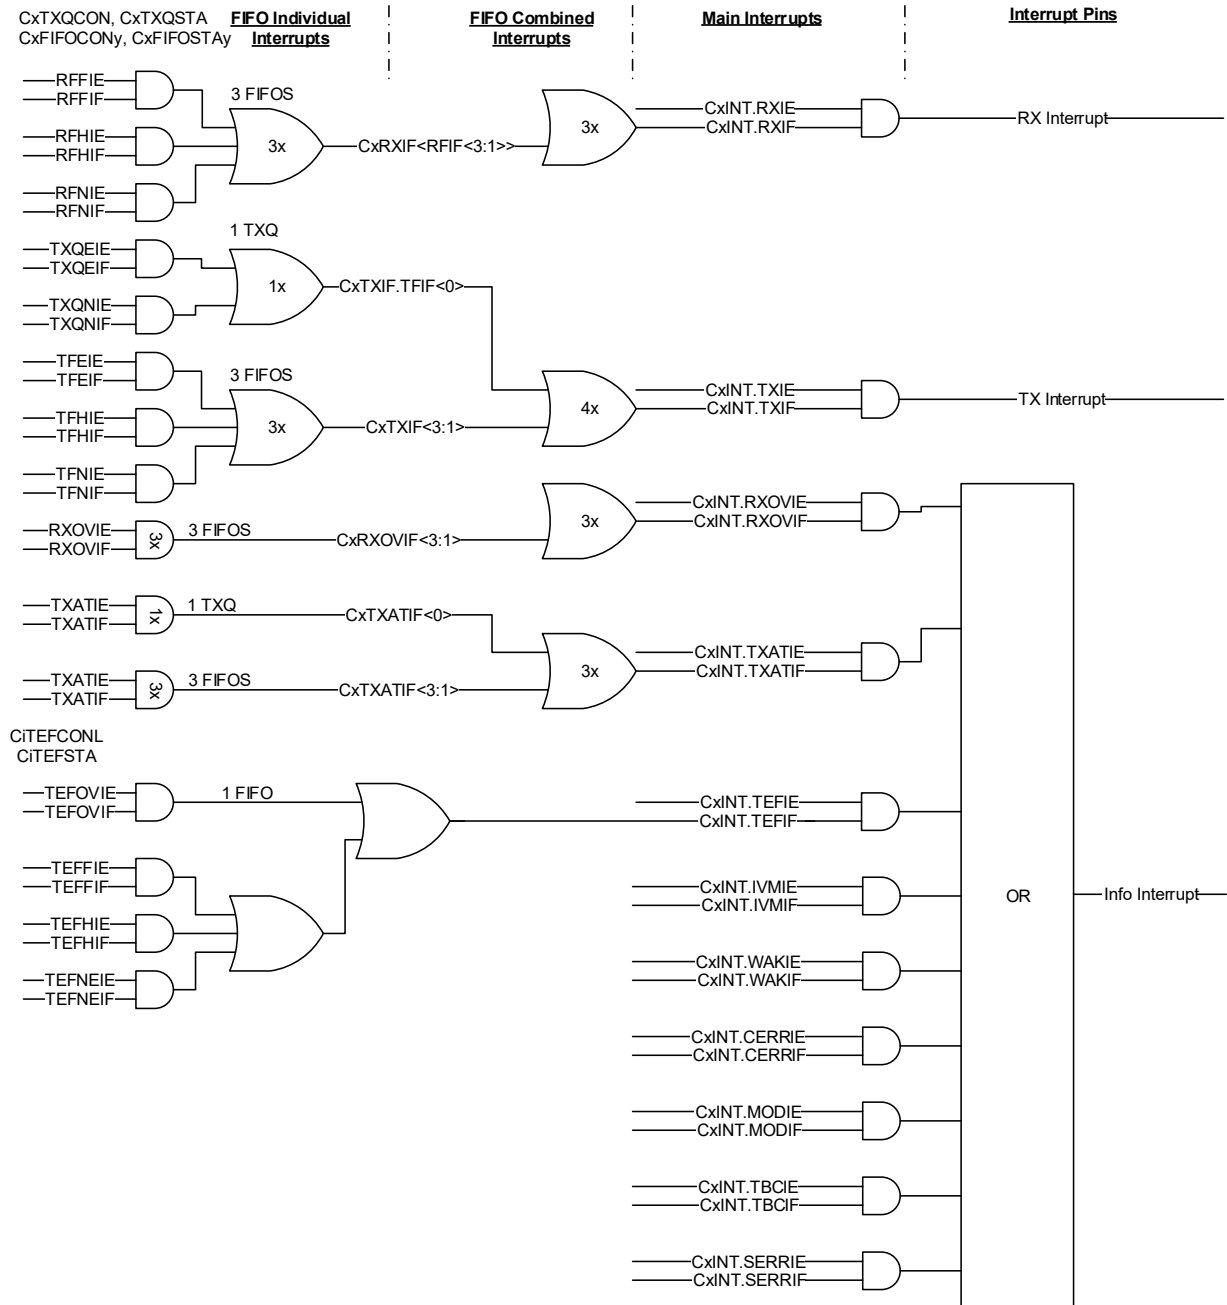 CxTXQCON, CxTXQSTA
CxFIFOCONy, CxFIFOSTAy
FIFO Individual
Interrupts
FIFO Combined
Interrupts
Main Interrupts
Interrupt Pins
RFFIE
RFFIF
3 FIFOS
RFHIE
RFHIF
3x
CxRXIF<RFIF<3:1>>
3x
CxINT.RXIE
CxINT.RXIF
RX Interrupt
RFNIE
RFNIF
1 TXQ
TXQEIE
TXQEIF
1x
CxTXIF.TFIF<0>
TXQNIE
TXQNIF
TFEIE
TFEIF
3 FIFOS
TFHIE
TFHIF
3x
CxTXIF<3:1>
4x
CxINT.TXIE
CxINT.TXIF
TX Interrupt
TFNIE
TFNIF
RXOVIE
RXOVIF
3x
3 FIFOS
CxRXOVIF<3:1>
3x
CxINT.RXOVIE
CxINT.RXOVIF
TXATIE
TXATIF
1x
1 TXQ
CxTXATIF<0>
TXATIE
TXATIF
3x
3 FIFOS
CxTXATIF<3:1>
3x
CxINT.TXATIE
CxINT.TXATIF
CiTEFCONL
CiTEFSTA
TEFOVIE
TEFOVIF
1 FIFO
CxINT.TEFIE
CxINT.TEFIF
TEFFIE
TEFFIF
TEFHIE
TEFHIF
TEFNEIE
TEFNEIF
CxINT.IVMIE
CxINT.IVMIF
OR
Info Interrupt
CxINT.WAKIE
CxINT.WAKIF
CxINT.CERRIE
CxINT.CERRIF
CxINT.MODIE
CxINT.MODIF
CxINT.TBCIE
CxINT.TBCIF
CxINT.SERRIE
CxINT.SERRIF